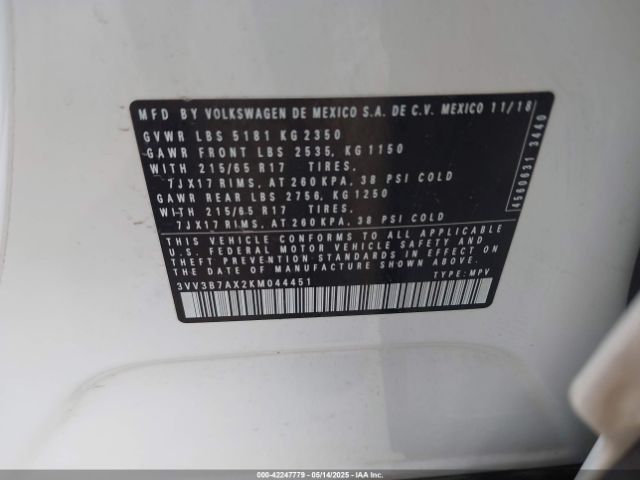 MFD BY VOLKSWAGEN DE MEXICO S.A. DE C.V. MEXICO 11/18
GVWR LBS 5181 KG 2350
GAWR FRONT LBS 2535, KG 1150
WITH 215/65 R17 TIRES,
7JX17 RIMS, AT 260 KPA, 38 PSI COLD
GAWR REAR LBS 2756, KG 1250
WITH 215/65 R17 TIRES,
7JX17 RIMS, AT 260 KPA, 38 PSI COLD
THIS VEHICLE CONFORMS TO ALL APPLICABLE
U.S. FEDERAL MOTOR VEHICLE SAFETY AND
THEFT PREVENTION STANDARDS IN EFFECT ON
THE DATE OF MANUFACTURE SHOWN ABOVE.
3VV3B7AX2KM044451
TYPE: MPV
4560631 3440
000-42247779 - 05/14/2025 - IAA Inc. (IAA)